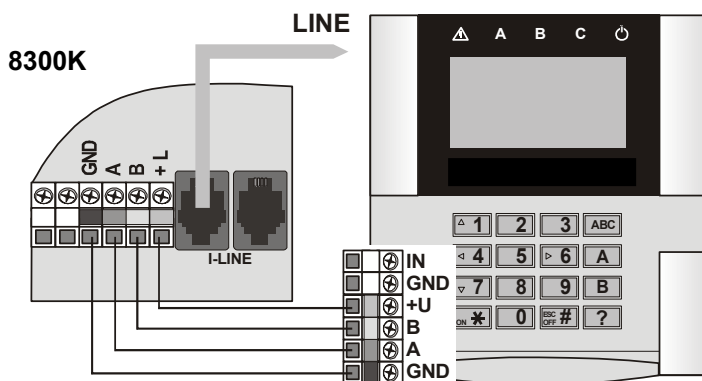 LINE
8300K
GND
A
B
+ L
I-LINE
A B C
1 2 3 ABC
4 5 6 A
7 8 9 B
ON * 0 ESC OFF # ?
IN
GND
+U
B
A
GND